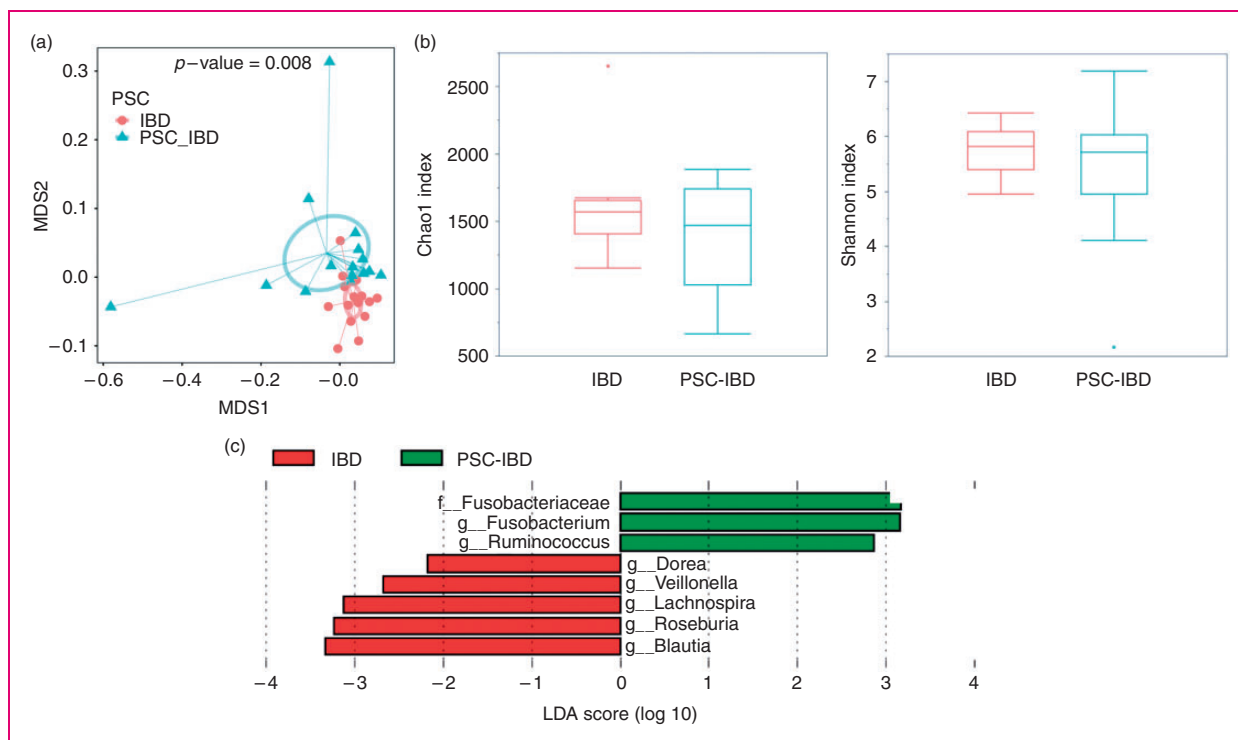 (a)
p–value = 0.008
PSC
IBD
PSC_IBD
0.3
0.2
0.1
0.0
−0.1
MDS2
−0.6
−0.4
−0.2
−0.0
MDS1
(b)
2500
2000
1500
1000
500
Chao1 index
IBD
PSC-IBD
7
6
5
4
3
2
Shannon index
IBD
PSC-IBD
(c)
IBD
PSC-IBD
f__Fusobacteriaceae
g__Fusobacterium
g__Ruminococcus
g__Dorea
g__Veillonella
g__Lachnospira
g__Roseburia
g__Blautia
−4
−3
−2
−1
0
1
2
3
4
LDA score (log 10)